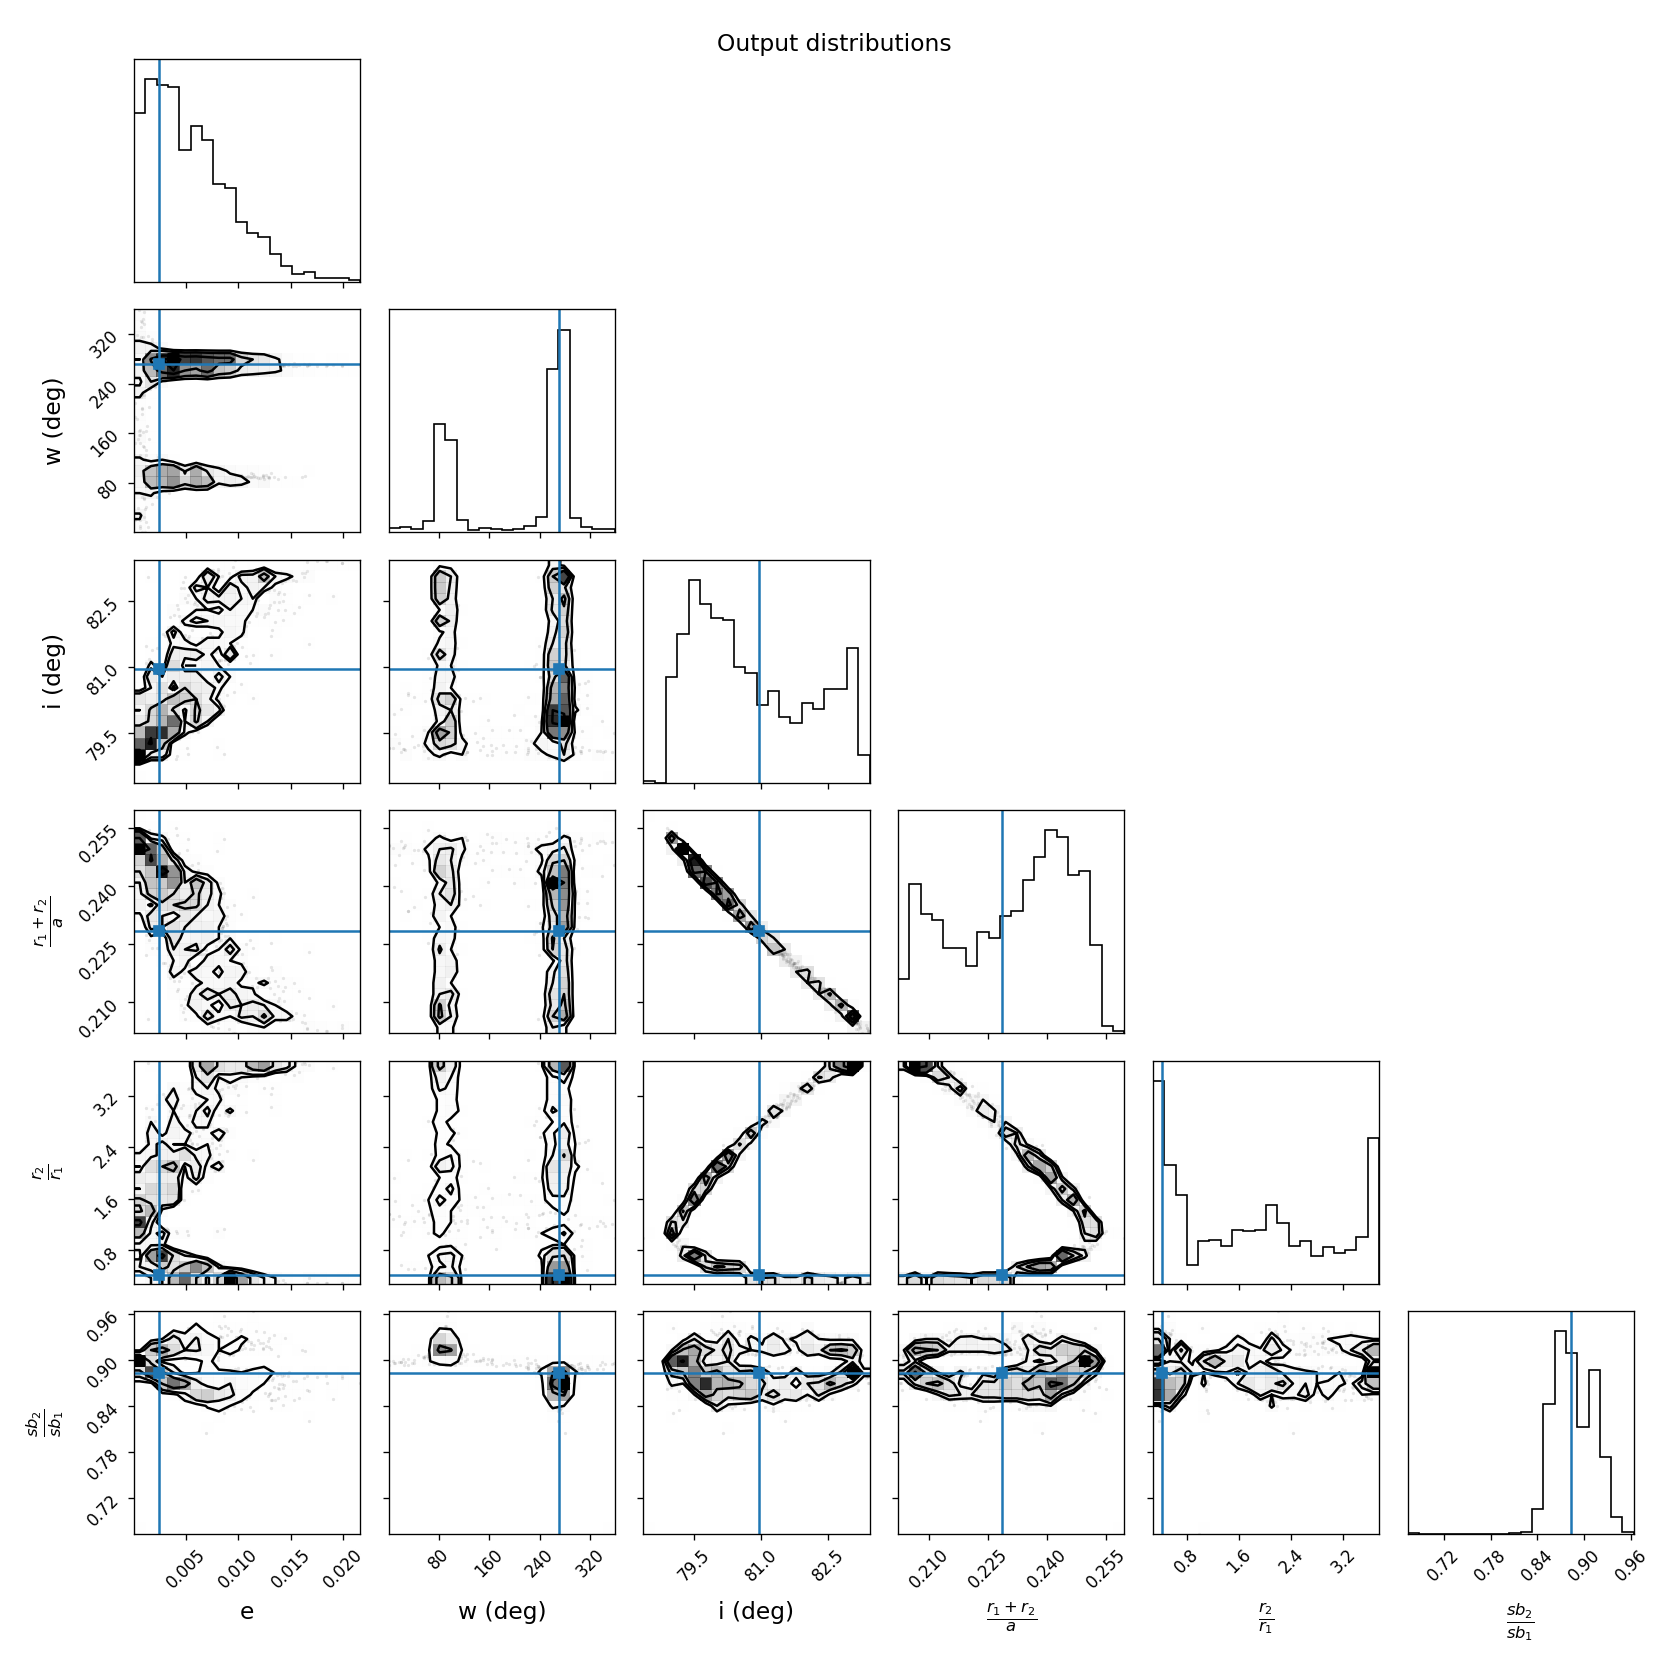 Output distributions
w (deg)
320
240
160
80
i (deg)
82.5
81.0
79.5
r₁ + r₂
a
0.255
0.240
0.225
0.210
r₂
r₁
3.2
2.4
1.6
0.8
sb₂
sb₁
0.96
0.90
0.84
0.78
0.72
0.005 0.010 0.015 0.020 80 160 240 320 79.5 81.0 82.5 0.210 0.225 0.240 0.255 0.8 1.6 2.4 3.2 0.72 0.78 0.84 0.90 0.96
e w (deg) i (deg) r₁ + r₂ r₂ sb₂
a r₁ sb₁